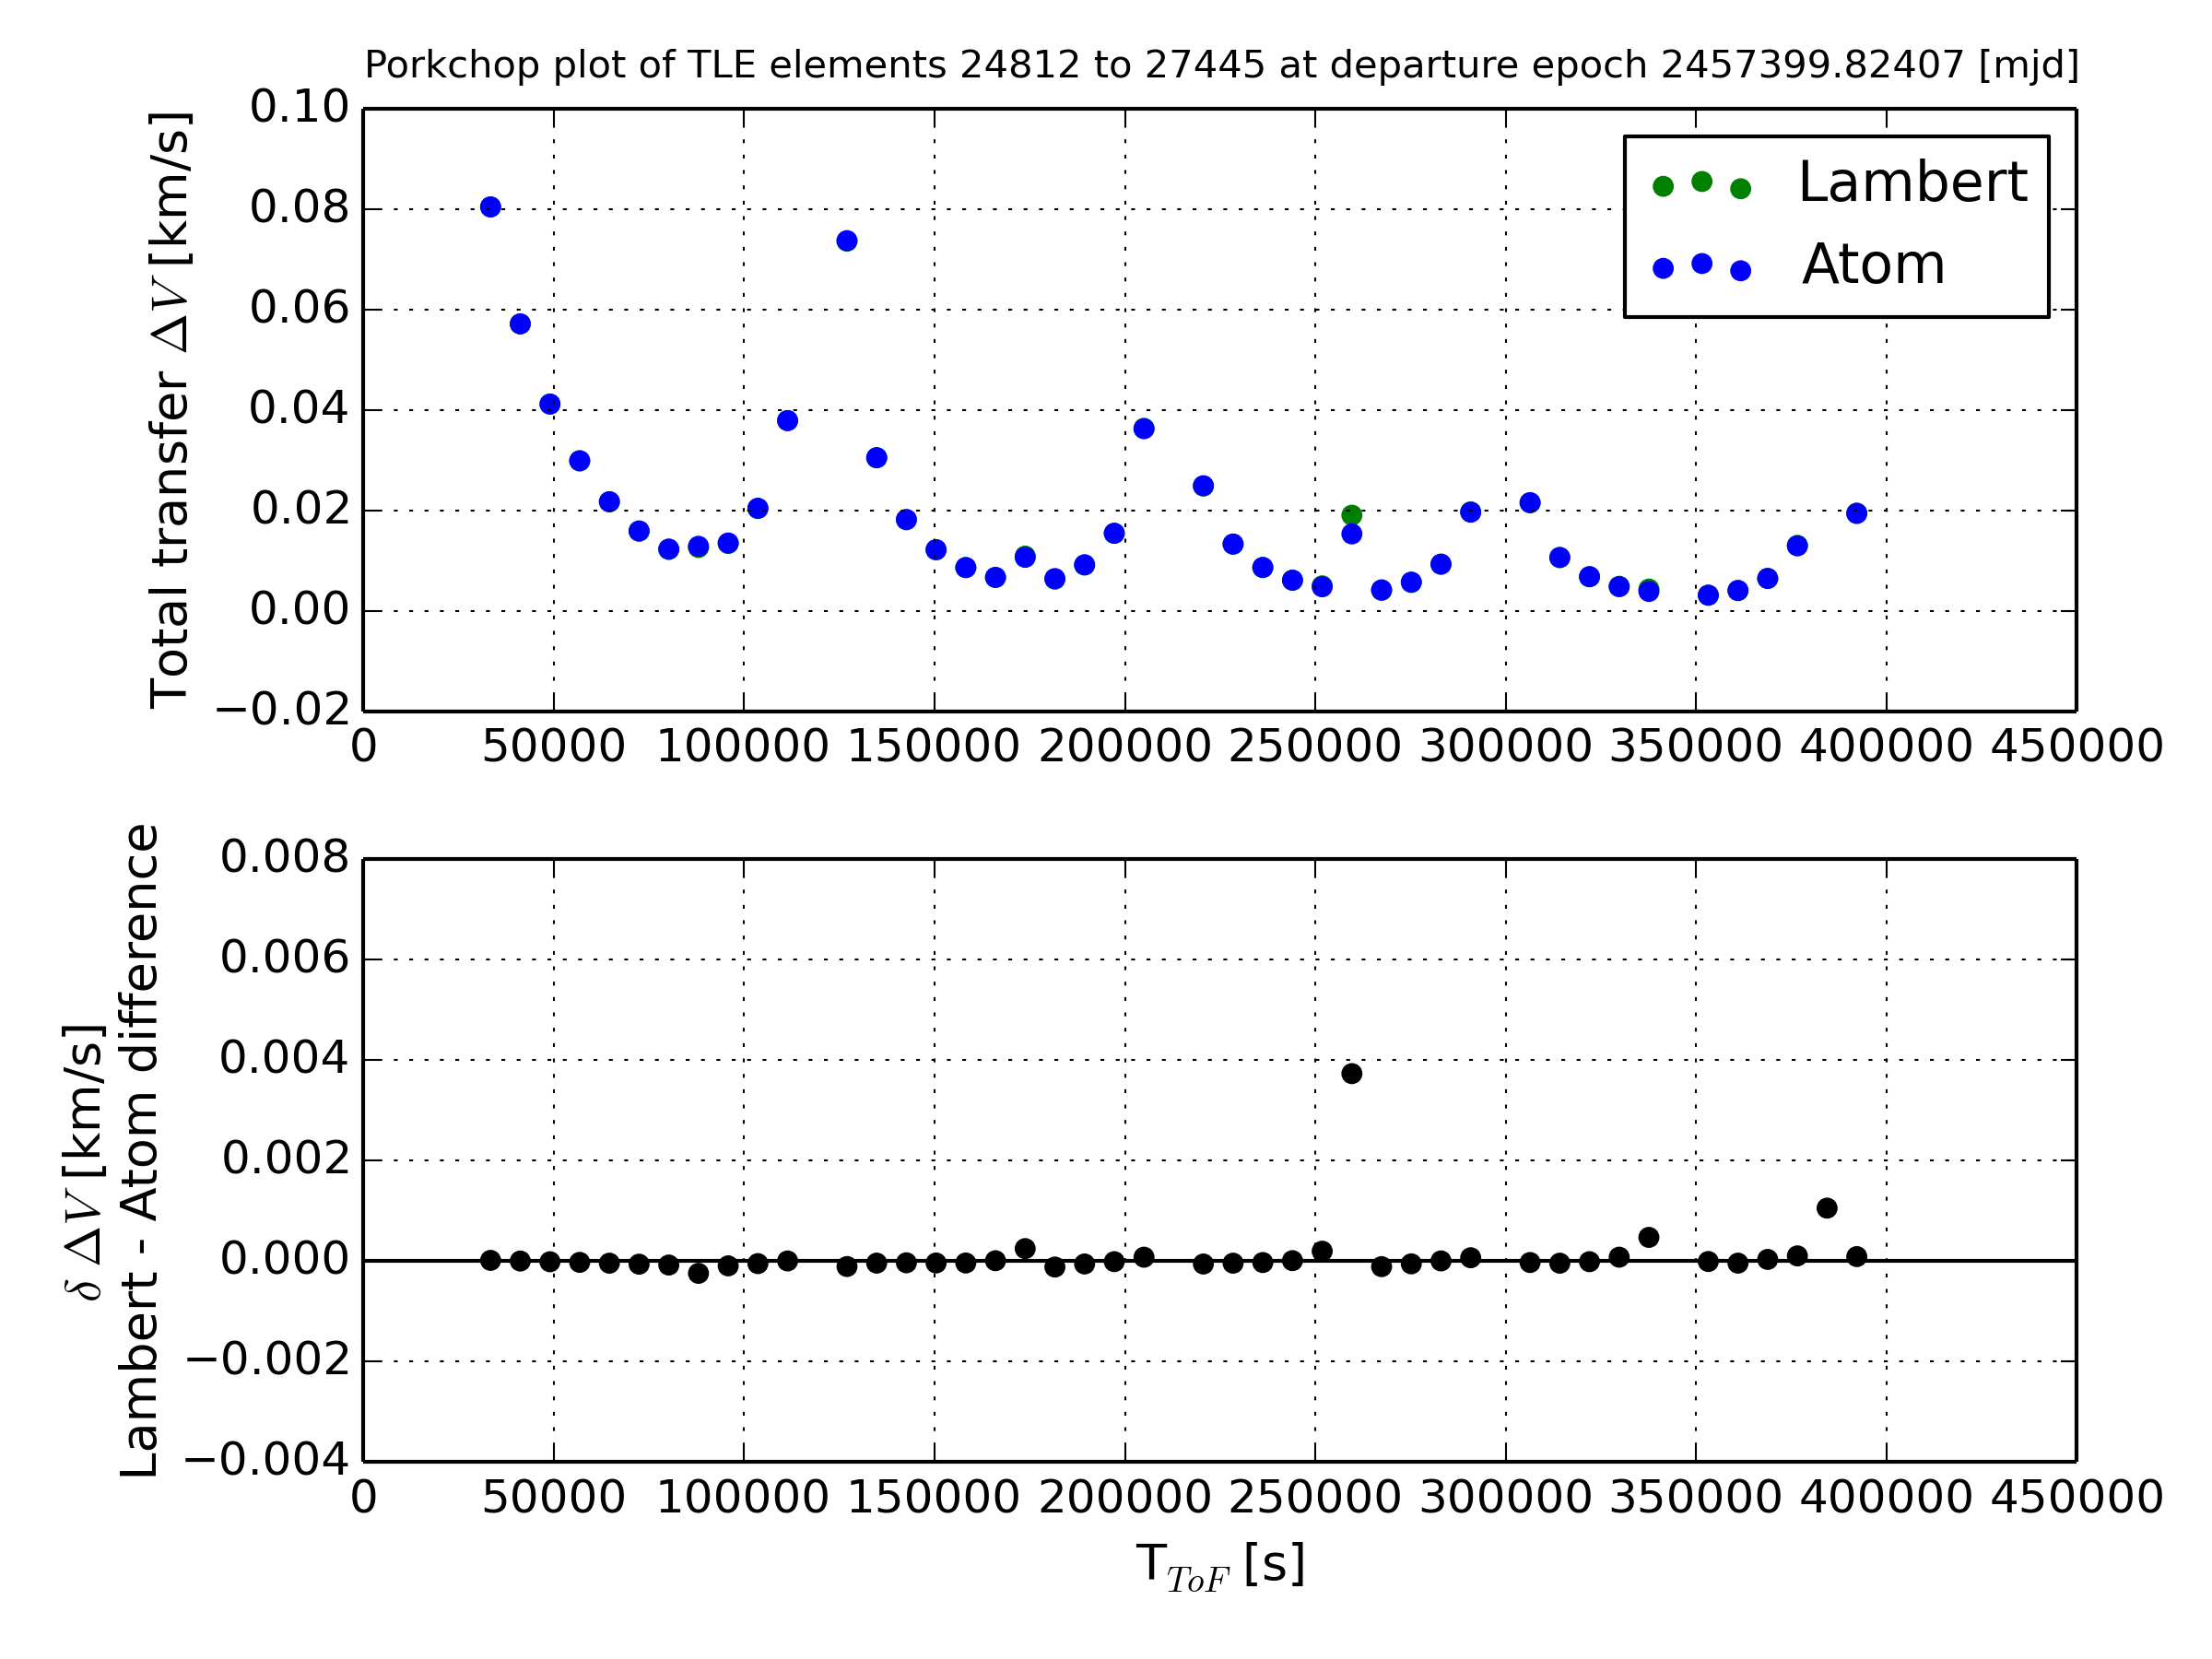 Porkchop plot of TLE elements 24812 to 27445 at departure epoch 2457399.82407 [mjd]
Total transfer ΔV [km/s]
0.10
0.08
0.06
0.04
0.02
0.00
−0.02
Lambert
Atom
0 50000 100000 150000 200000 250000 300000 350000 400000 450000
δ ΔV [km/s]
Lambert - Atom difference
0.008
0.006
0.004
0.002
0.000
−0.002
−0.004
0 50000 100000 150000 200000 250000 300000 350000 400000 450000
T_ToF [s]